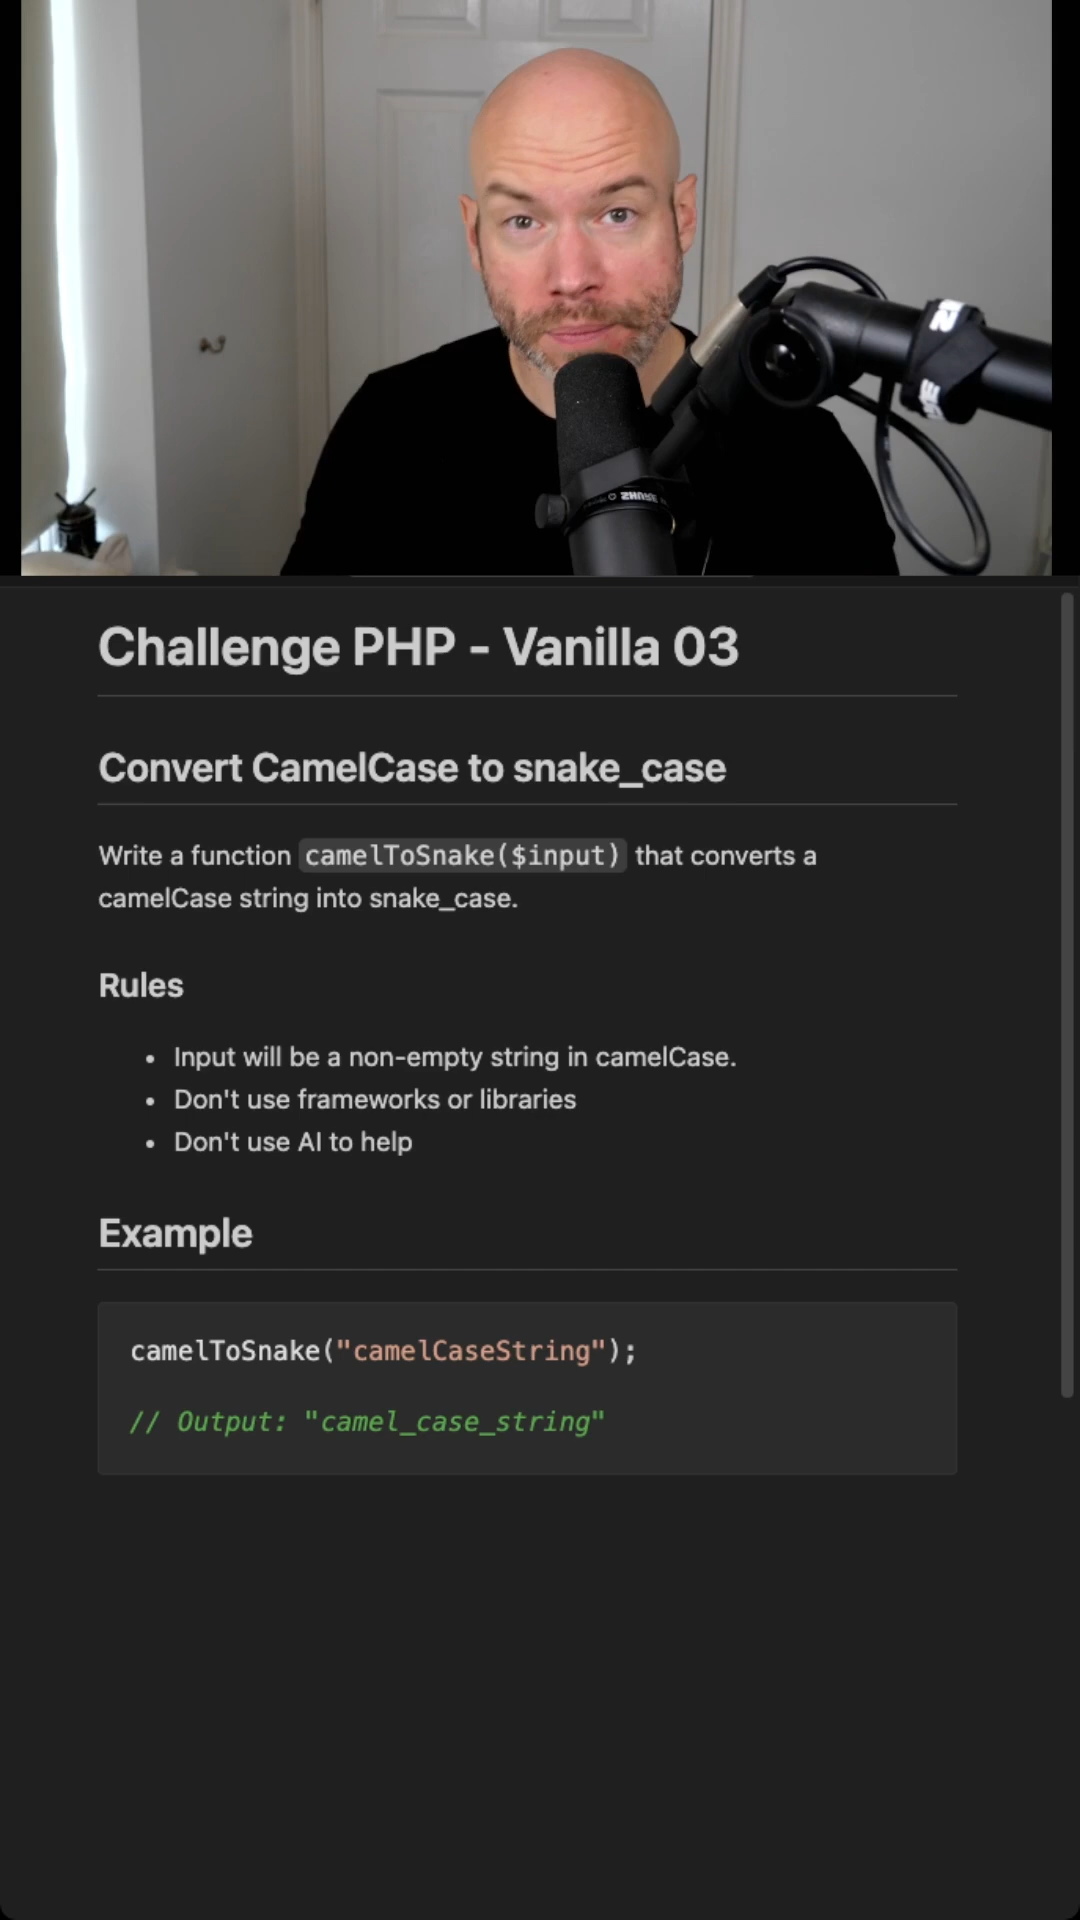 SHURE
Challenge PHP - Vanilla 03
Convert CamelCase to snake_case
Write a function camelToSnake($input) that converts a
camelCase string into snake_case.
Rules
• Input will be a non-empty string in camelCase.
• Don't use frameworks or libraries
• Don't use AI to help
Example
camelToSnake("camelCaseString");
// Output: "camel_case_string"